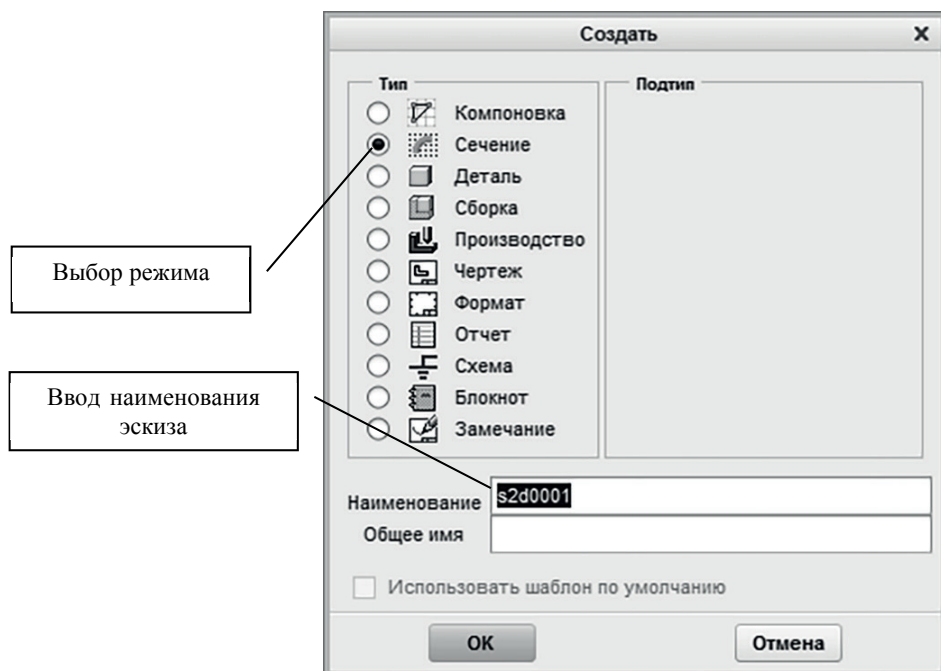 Создать
Тип
Подтип
Компоновка
Сечение
Деталь
Сборка
Производство
Чертеж
Формат
Отчет
Схема
Блокнот
Замечание
Выбор режима
Ввод наименования
эскиза
Наименование s2d0001
Общее имя
Использовать шаблон по умолчанию
OK Отмена